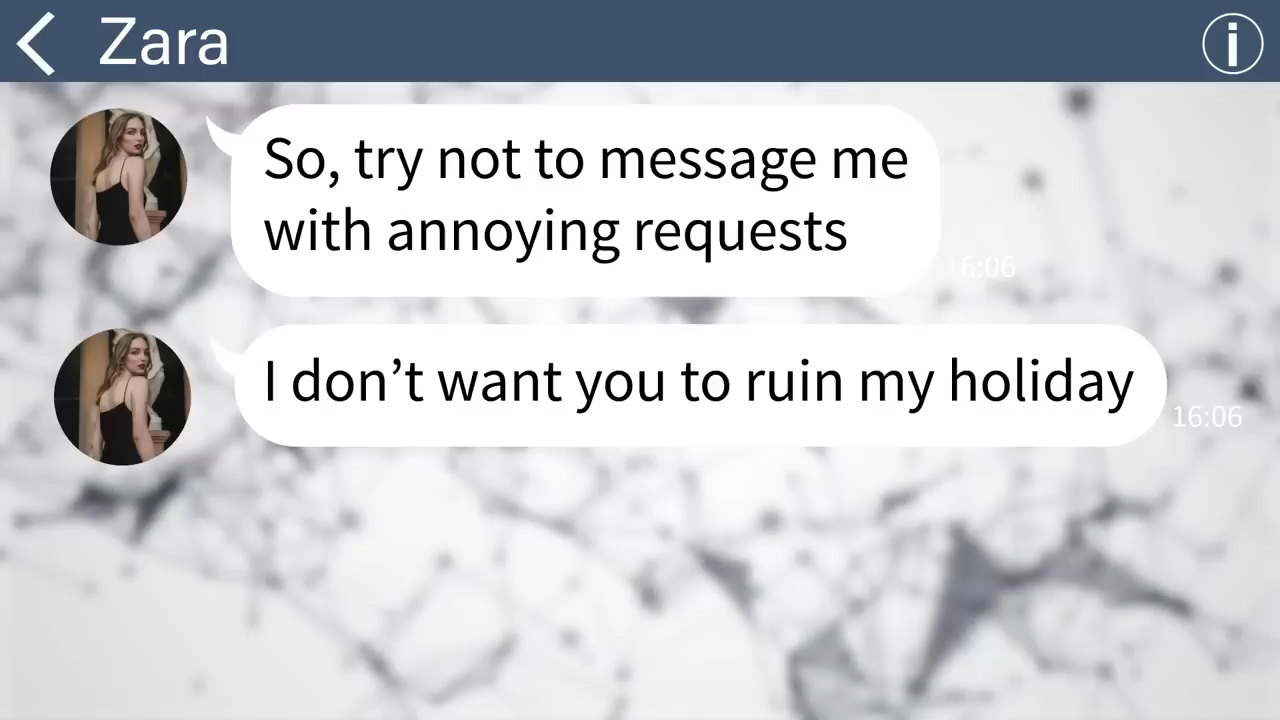 Zara
So, try not to message me
with annoying requests
16:06
I don’t want you to ruin my holiday
16:06